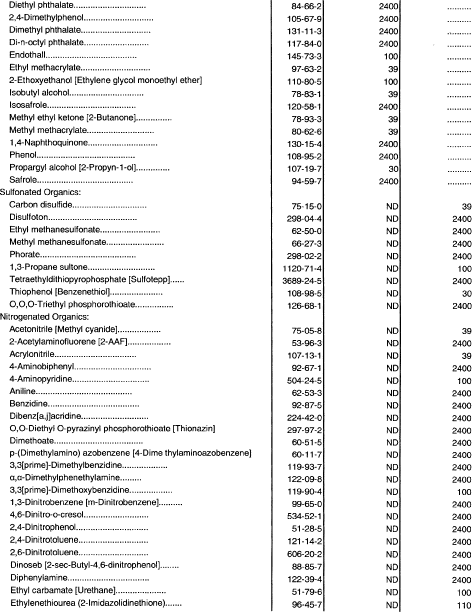 Diethyl phthalate.............................. 84-66-2 2400 ..........
2,4-Dimethylphenol.............................. 105-67-9 2400 ..........
Dimethyl phthalate.............................. 131-11-3 2400 ..........
Di-n-octyl phthalate.............................. 117-84-0 2400 ..........
Endothall.............................. 145-73-3 100 ..........
Ethyl methacrylate.............................. 97-63-2 39 ..........
2-Ethoxyethanol [Ethylene glycol monoethyl ether] 110-80-5 100 ..........
Isobutyl alcohol.............................. 78-83-1 39 ..........
Isosafrole.............................. 120-58-1 2400 ..........
Methyl ethyl ketone [2-Butanone].................. 78-93-3 39 ..........
Methyl methacrylate.............................. 80-62-6 39 ..........
1,4-Naphthoquinone.............................. 130-15-4 2400 ..........
Phenol.............................. 108-95-2 2400 ..........
Propargyl alcohol [2-Propyn-1-ol].............. 107-19-7 30 ..........
Safrole.............................. 94-59-7 2400 ..........
Sulfonated Organics:
Carbon disulfide.............................. 75-15-0 ND 39
Disulfoton.............................. 298-04-4 ND 2400
Ethyl methanesulfonate........................ 62-50-0 ND 2400
Methyl methanesulfonate........................ 66-27-3 ND 2400
Phorate.............................. 298-02-2 ND 2400
1,3-Propane sultone........................... 1120-71-4 ND 100
Tetraethyldithiopyrophosphate [Sulfotepp]...... 3689-24-5 ND 2400
Thiophenol [Benzenethiol]..................... 108-98-5 ND 30
O,O,O-Triethyl phosphorothioate................ 126-68-1 ND 2400
Nitrogenated Organics:
Acetonitrile [Methyl cyanide].................. 75-05-8 ND 39
2-Acetylaminofluorene [2-AAF].................. 53-96-3 ND 2400
Acrylonitrile.............................. 107-13-1 ND 39
4-Aminobiphenyl.............................. 92-67-1 ND 2400
4-Aminopyridine.............................. 504-24-5 ND 100
Aniline.............................. 62-53-3 ND 2400
Benzidine.............................. 92-87-5 ND 2400
Dibenz[a,j]acridine........................... 224-42-0 ND 2400
O,O-Diethyl O-pyrazinyl phosphorothioate [Thionazin] 297-97-2 ND 2400
Dimethoate.............................. 60-51-5 ND 2400
p-(Dimethylamino) azobenzene [4-Dime thylaminoazobenzene] 60-11-7 ND 2400
3,3[prime]-Dimethylbenzidine................... 119-93-7 ND 2400
α,α-Dimethylphenethylamine..................... 122-09-8 ND 2400
3,3[prime]-Dimethoxybenzidine.................. 119-90-4 ND 100
1,3-Dinitrobenzene [m-Dinitrobenzene].......... 99-65-0 ND 2400
4,6-Dinitro-o-cresol........................... 534-52-1 ND 2400
2,4-Dinitrophenol.............................. 51-28-5 ND 2400
2,4-Dinitrotoluene.............................. 121-14-2 ND 2400
2,6-Dinitrotoluene.............................. 606-20-2 ND 2400
Dinoseb [2-sec-Butyl-4,6-dinitrophenol]........ 88-85-7 ND 2400
Diphenylamine.............................. 122-39-4 ND 2400
Ethyl carbamate [Urethane]..................... 51-79-6 ND 100
Ethylenethiourea (2-Imidazolidinethione)....... 96-45-7 ND 110